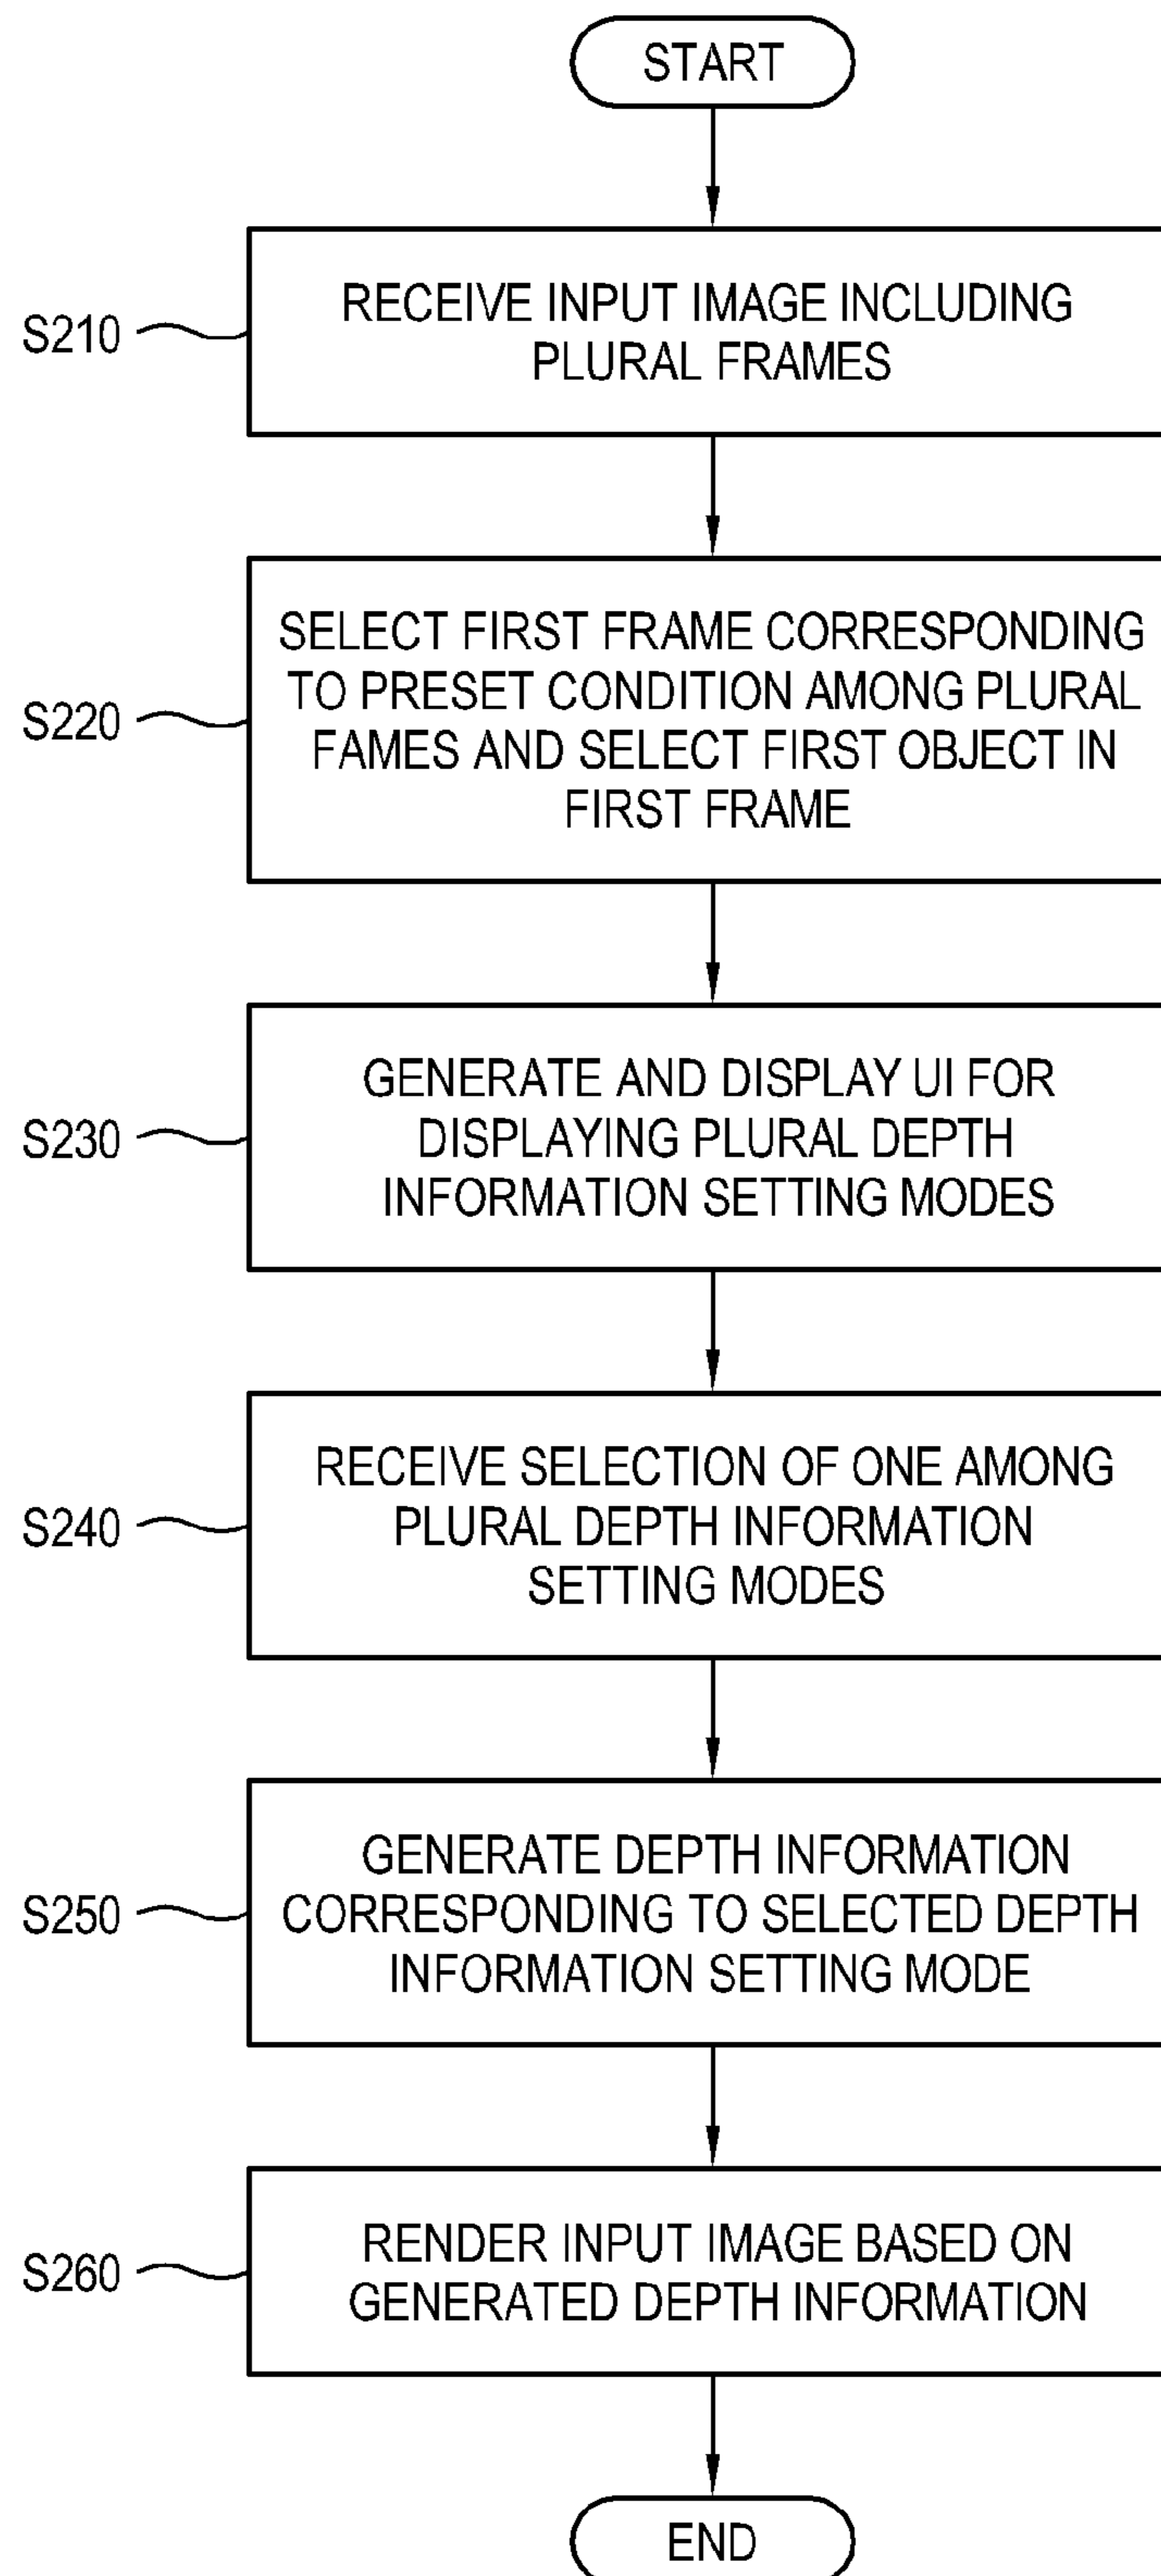 START
S210
RECEIVE INPUT IMAGE INCLUDING
PLURAL FRAMES
S220
SELECT FIRST FRAME CORRESPONDING
TO PRESET CONDITION AMONG PLURAL
FAMES AND SELECT FIRST OBJECT IN
FIRST FRAME
S230
GENERATE AND DISPLAY UI FOR
DISPLAYING PLURAL DEPTH
INFORMATION SETTING MODES
S240
RECEIVE SELECTION OF ONE AMONG
PLURAL DEPTH INFORMATION
SETTING MODES
S250
GENERATE DEPTH INFORMATION
CORRESPONDING TO SELECTED DEPTH
INFORMATION SETTING MODE
S260
RENDER INPUT IMAGE BASED ON
GENERATED DEPTH INFORMATION
END